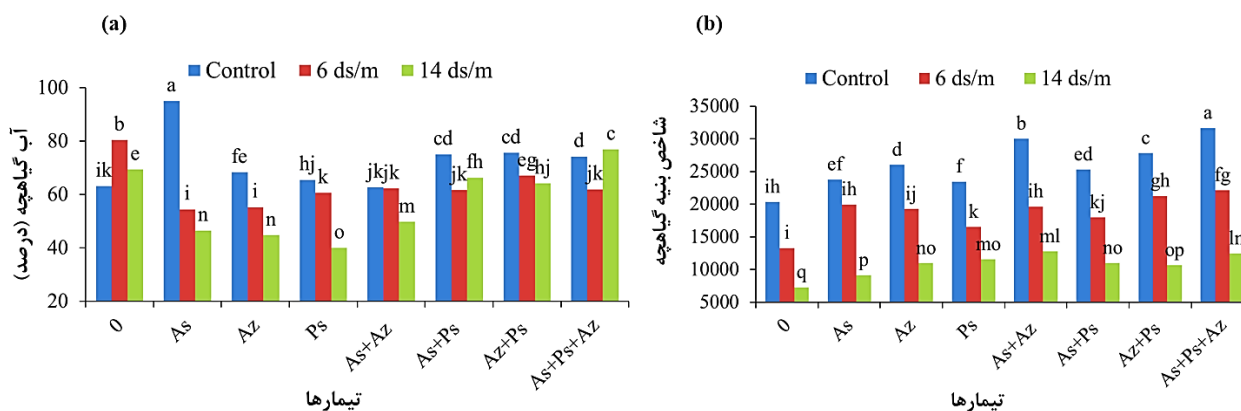 (a)
Control 6 ds/m 14 ds/m
آب گیاهچه (درصد)
100
80
60
40
20
ik b e
a i n
fe i n
hj k o
jk jk m
cd jk fh
cd eg hj
d jk c
0 As Az Ps As+Az As+Ps Az+Ps As+Ps+Az
تیمارها
(b)
Control 6 ds/m 14 ds/m
شاخص بنیه گیاهچه
35000
30000
25000
20000
15000
10000
5000
ih i q
ef ih p
d ij no
f k mo
b ih ml
ed kj no
c gh op
a fg ln
0 As Az Ps As+Az As+Ps Az+Ps As+Ps+Az
تیمارها